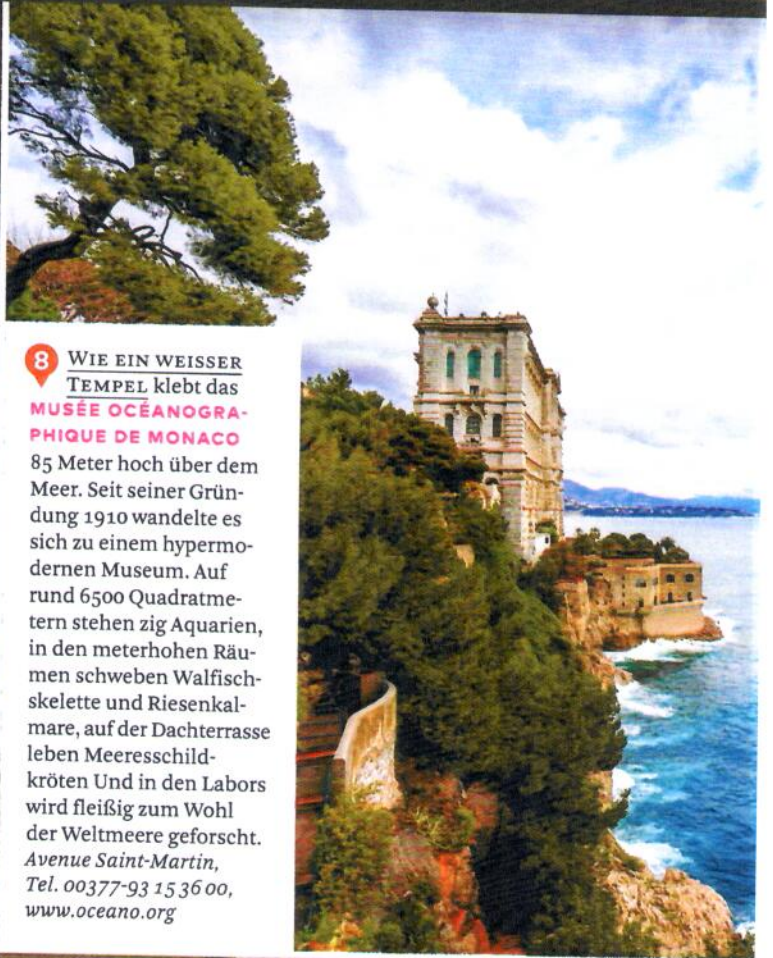 8 WIE EIN WEISSER
TEMPEL klebt das
MUSÉE OCÉANOGRA-
PHIQUE DE MONACO
85 Meter hoch über dem
Meer. Seit seiner Grün-
dung 1910 wandelte es
sich zu einem hypermo-
dernen Museum. Auf
rund 6500 Quadratme-
tern stehen zig Aquarien,
in den meterhohen Räu-
men schweben Walfisch-
skelette und Riesenkal-
mare, auf der Dachterrasse
leben Meeresschild-
kröten Und in den Labors
wird fleißig zum Wohl
der Weltmeere geforscht.
Avenue Saint-Martin,
Tel. 00377-93 15 36 00,
www.oceano.org